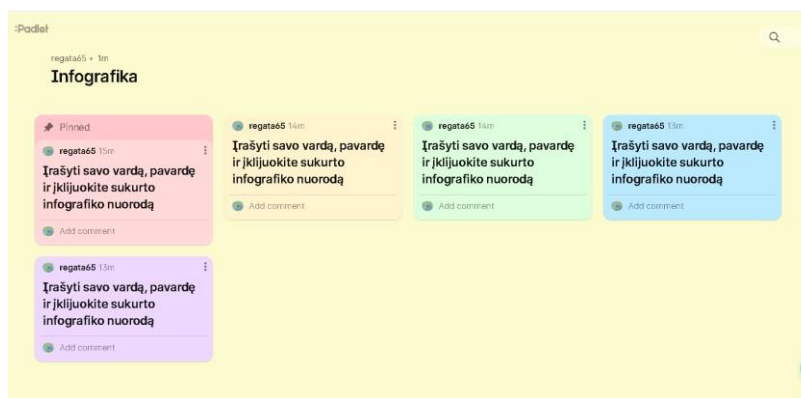 :Padlet
regata65 • 1m
Infografika
Pinned
regata65 15m
Įrašyti savo vardą, pavardę
ir įklijuokite sukurto
infografiko nuorodą
Add comment
regata65 14m
Įrašyti savo vardą, pavardę
ir įklijuokite sukurto
infografiko nuorodą
Add comment
regata65 14m
Įrašyti savo vardą, pavardę
ir įklijuokite sukurto
infografiko nuorodą
Add comment
regata65 13m
Įrašyti savo vardą, pavardę
ir įklijuokite sukurto
infografiko nuorodą
Add comment
regata65 13m
Įrašyti savo vardą, pavardę
ir įklijuokite sukurto
infografiko nuorodą
Add comment